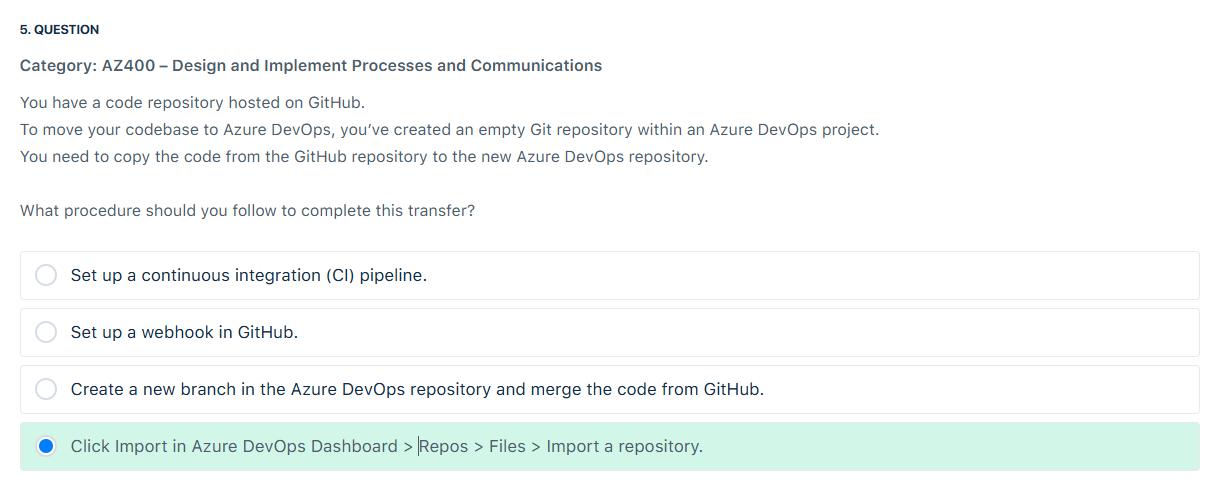 5. QUESTION
Category: AZ400 – Design and Implement Processes and Communications
You have a code repository hosted on GitHub.
To move your codebase to Azure DevOps, you’ve created an empty Git repository within an Azure DevOps project.
You need to copy the code from the GitHub repository to the new Azure DevOps repository.
What procedure should you follow to complete this transfer?
Set up a continuous integration (CI) pipeline.
Set up a webhook in GitHub.
Create a new branch in the Azure DevOps repository and merge the code from GitHub.
Click Import in Azure DevOps Dashboard > Repos > Files > Import a repository.